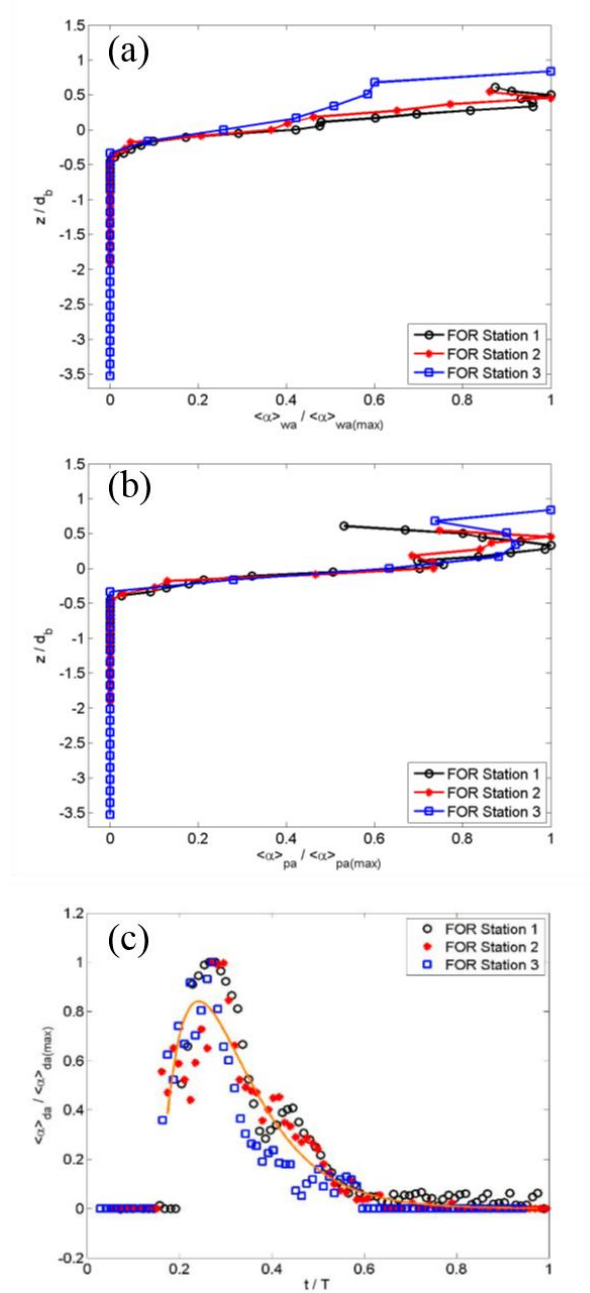 (a)
1.5
1
0.5
0
-0.5
-1
-1.5
-2
-2.5
-3
-3.5
z / d_b
FOR Station 1
FOR Station 2
FOR Station 3
0 0.2 0.4 0.6 0.8 1
<α>_wa / <α>_wa(max)
(b)
1.5
1
0.5
0
-0.5
-1
-1.5
-2
-2.5
-3
-3.5
z / d_b
FOR Station 1
FOR Station 2
FOR Station 3
0 0.2 0.4 0.6 0.8 1
<α>_pa / <α>_pa(max)
(c)
1.2
1
0.8
0.6
0.4
0.2
0
-0.2
<α>_da / <α>_da(max)
FOR Station 1
FOR Station 2
FOR Station 3
0 0.2 0.4 0.6 0.8 1
t / T